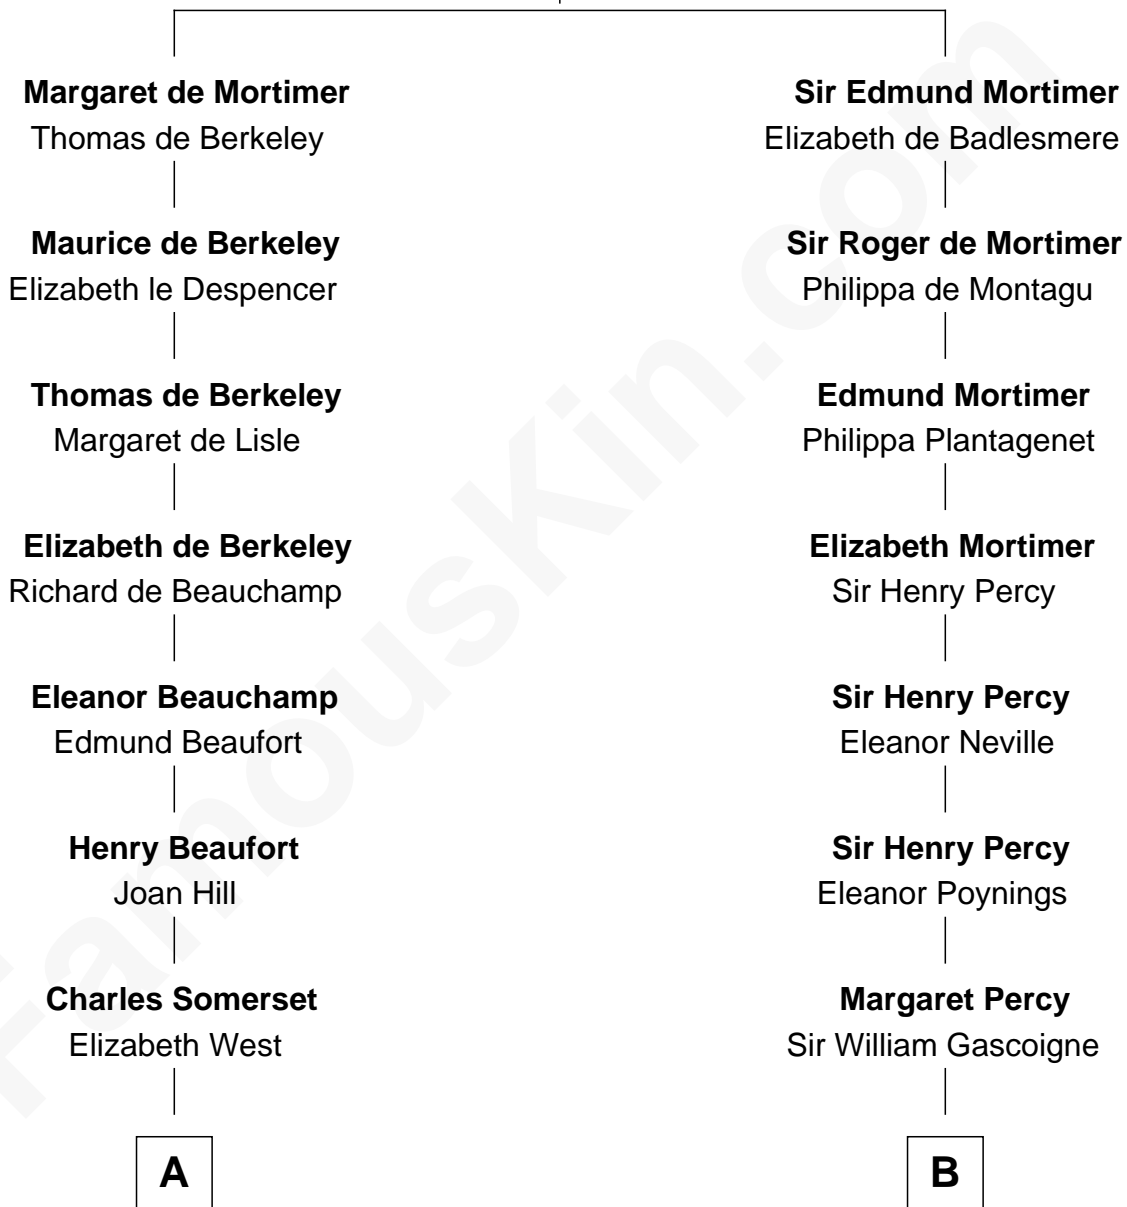 Margaret de Mortimer
Thomas de Berkeley
Maurice de Berkeley
Elizabeth le Despencer
Thomas de Berkeley
Margaret de Lisle
Elizabeth de Berkeley
Richard de Beauchamp
Eleanor Beauchamp
Edmund Beaufort
Henry Beaufort
Joan Hill
Charles Somerset
Elizabeth West
A
Sir Edmund Mortimer
Elizabeth de Badlesmere
Sir Roger de Mortimer
Philippa de Montagu
Edmund Mortimer
Philippa Plantagenet
Elizabeth Mortimer
Sir Henry Percy
Sir Henry Percy
Eleanor Neville
Sir Henry Percy
Eleanor Poynings
Margaret Percy
Sir William Gascoigne
B
FamousKin.com